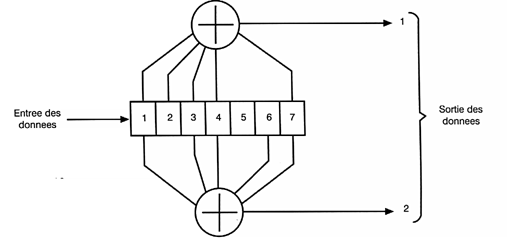 1
Entree des
donnees
1 2 3 4 5 6 7
Sortie des
donnees
2